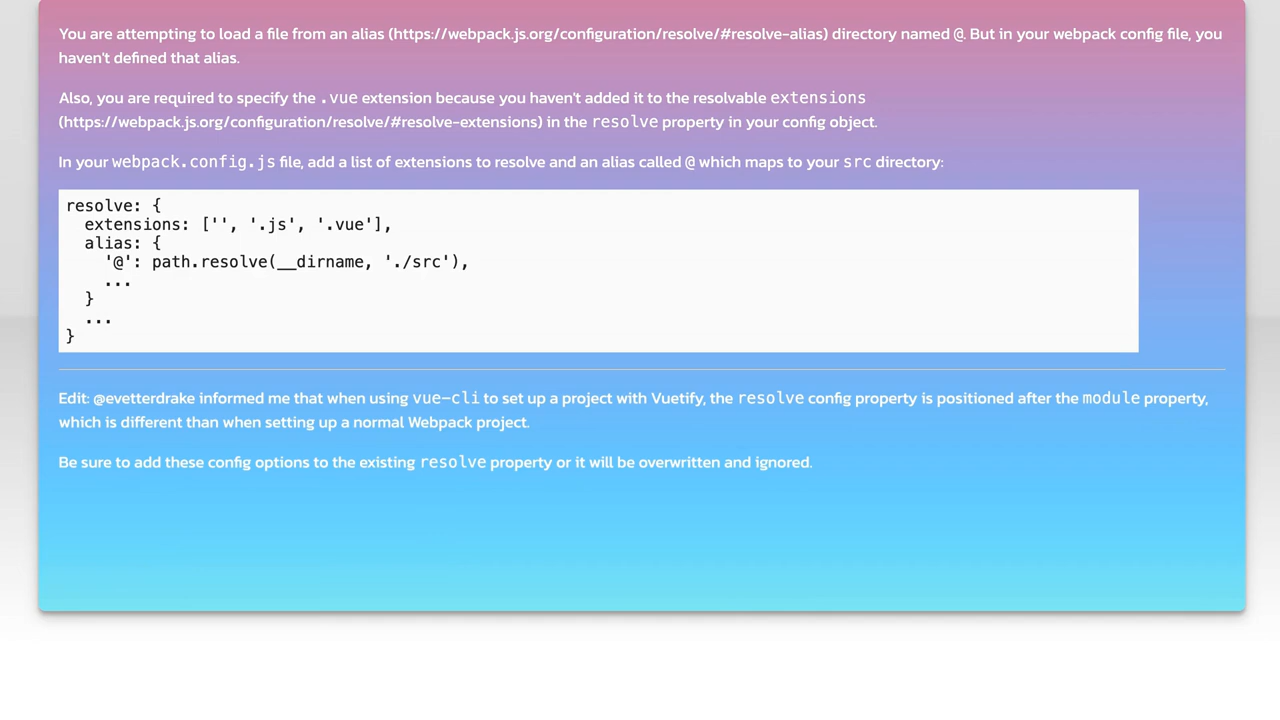 You are attempting to load a file from an alias (https://webpack.js.org/configuration/resolve/#resolve-alias) directory named @. But in your webpack config file, you
haven't defined that alias.
Also, you are required to specify the .vue extension because you haven't added it to the resolvable extensions
(https://webpack.js.org/configuration/resolve/#resolve-extensions) in the resolve property in your config object.
In your webpack.config.js file, add a list of extensions to resolve and an alias called @ which maps to your src directory:
resolve: {
  extensions: ['', '.js', '.vue'],
  alias: {
    '@': path.resolve(__dirname, './src'),
    ...
  }
  ...
}
Edit: @evetterdrake informed me that when using vue-cli to set up a project with Vuetify, the resolve config property is positioned after the module property,
which is different than when setting up a normal Webpack project.
Be sure to add these config options to the existing resolve property or it will be overwritten and ignored.